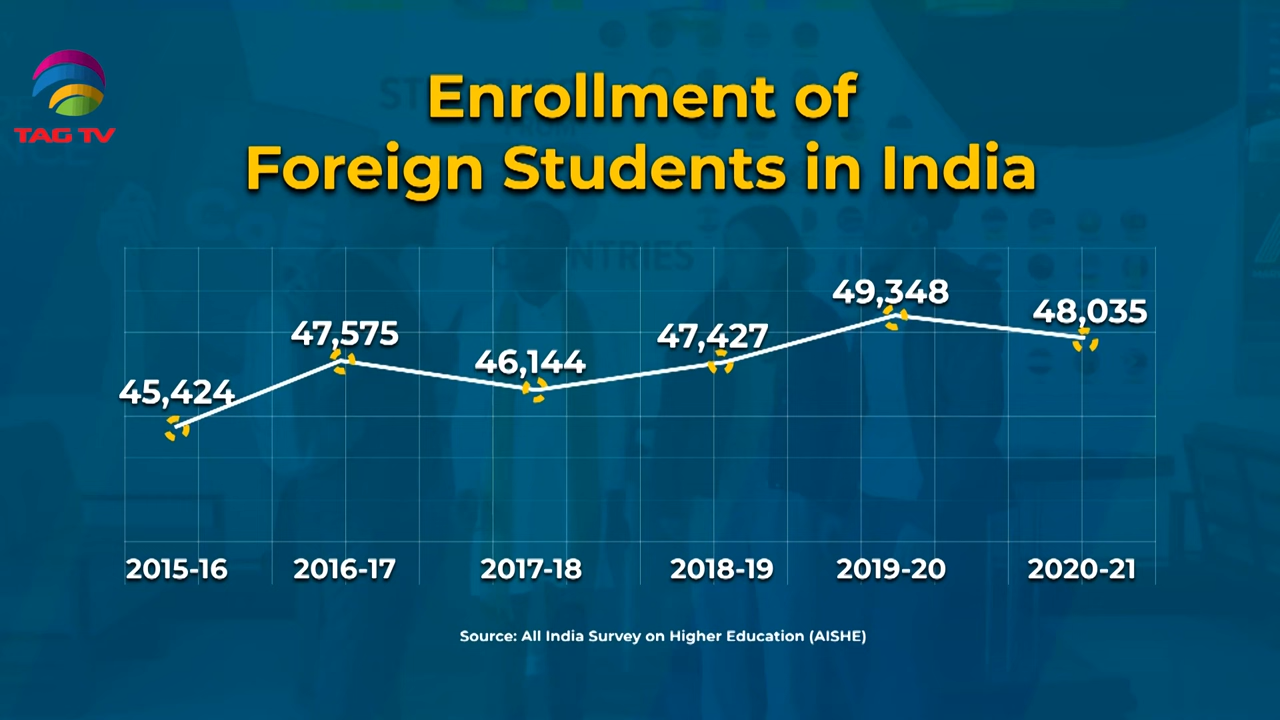 TAG TV
Enrollment of
Foreign Students in India
45,424
47,575
46,144
47,427
49,348
48,035
2015-16
2016-17
2017-18
2018-19
2019-20
2020-21
Source: All India Survey on Higher Education (AISHE)
COUNTRIES